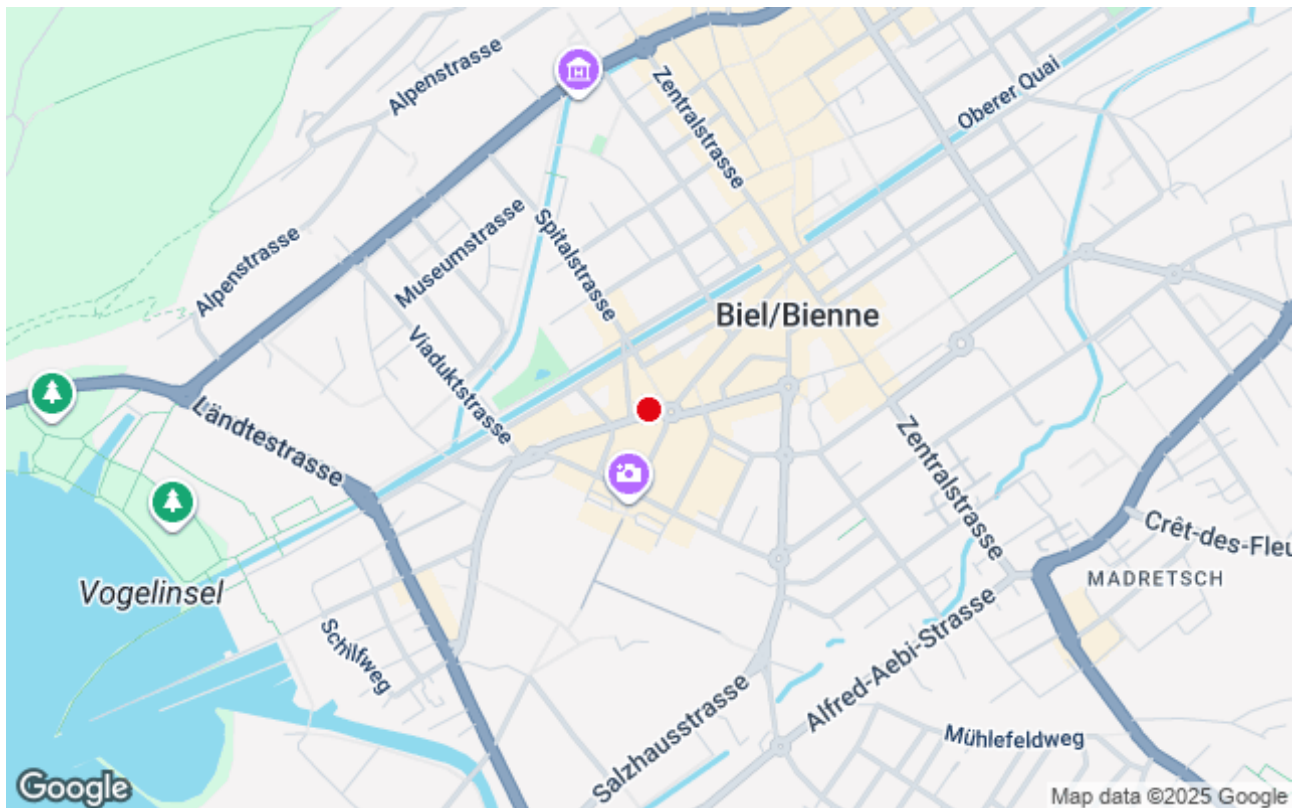 Alpenstrasse
Zentralstrasse
Oberer Quai
Museumstrasse
Spitalstrasse
Alpenstrasse
Viaduktstrasse
Biel/Bienne
Ländtestrasse
Zentralstrasse
Crêt-des-Fleu
MADRETSCH
Vogelinsel
Schilfweg
Alfred-Aebi-Strasse
Salzhausstrasse
Mühlefeldweg
Google
Map data ©2025 Google